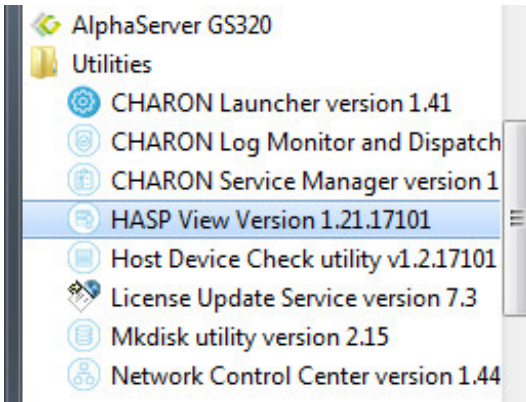 AlphaServer GS320
Utilities
CHARON Launcher version 1.41
CHARON Log Monitor and Dispatch
CHARON Service Manager version 1
HASP View Version 1.21.17101
Host Device Check utility v1.2.17101
License Update Service version 7.3
Mkdisk utility version 2.15
Network Control Center version 1.44